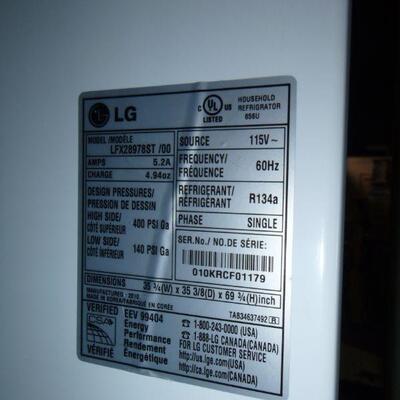 LG
C UL US
LISTED
HOUSEHOLD
REFRIGERATOR
656U
MODEL /MODÈLE
LFX28978ST /00
AMPS 5.2A
CHARGE 4.94oz
DESIGN PRESSURES/
PRESSION DE DESSIN
HIGH SIDE/
CÔTÉ SUPÉRIEUR 400 PSI Ga
LOW SIDE/
CÔTÉ INFÉRIEUR 140 PSI Ga
SOURCE 115V~
FREQUENCY/
FRÉQUENCE 60Hz
REFRIGERANT/
RÉFRIGÉRANT R134a
PHASE SINGLE
SER.No./ NO.DE SÉRIE:
010KRCF01179
DIMENSIONS 35 3/4(W) x 35 3/8(D) x 69 3/4(H)inch
MANUFACTURED : 2010
MADE IN KOREA/FABRIQUÉ EN CORÉE
TA834637492
VERIFIED
VÉRIFIÉ
EEV 99404
Energy
Performance
Rendement
Énergétique
1-800-243-0000 (USA)
1-888-LG CANADA(CANADA)
FOR LG CUSTOMER SERVICE
http://us.lge.com(USA)
http://ca.lge.com(CANADA)